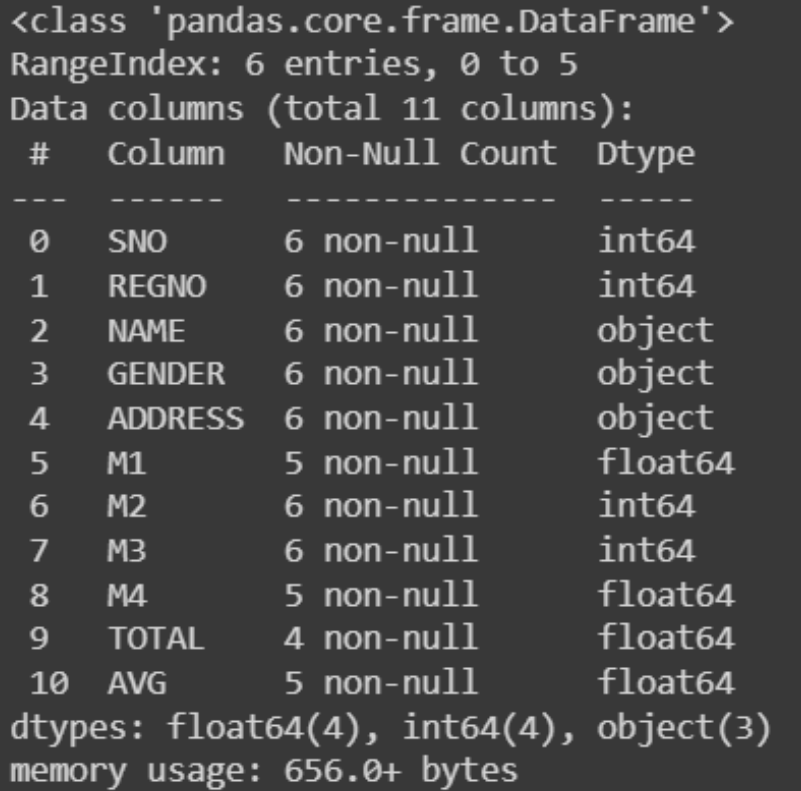 <class 'pandas.core.frame.DataFrame'>
RangeIndex: 6 entries, 0 to 5
Data columns (total 11 columns):
 #   Column   Non-Null Count  Dtype
---  ------   --------------  -----
 0   SNO      6 non-null      int64
 1   REGNO    6 non-null      int64
 2   NAME     6 non-null      object
 3   GENDER   6 non-null      object
 4   ADDRESS  6 non-null      object
 5   M1       5 non-null      float64
 6   M2       6 non-null      int64
 7   M3       6 non-null      int64
 8   M4       5 non-null      float64
 9   TOTAL    4 non-null      float64
 10  AVG      5 non-null      float64
dtypes: float64(4), int64(4), object(3)
memory usage: 656.0+ bytes